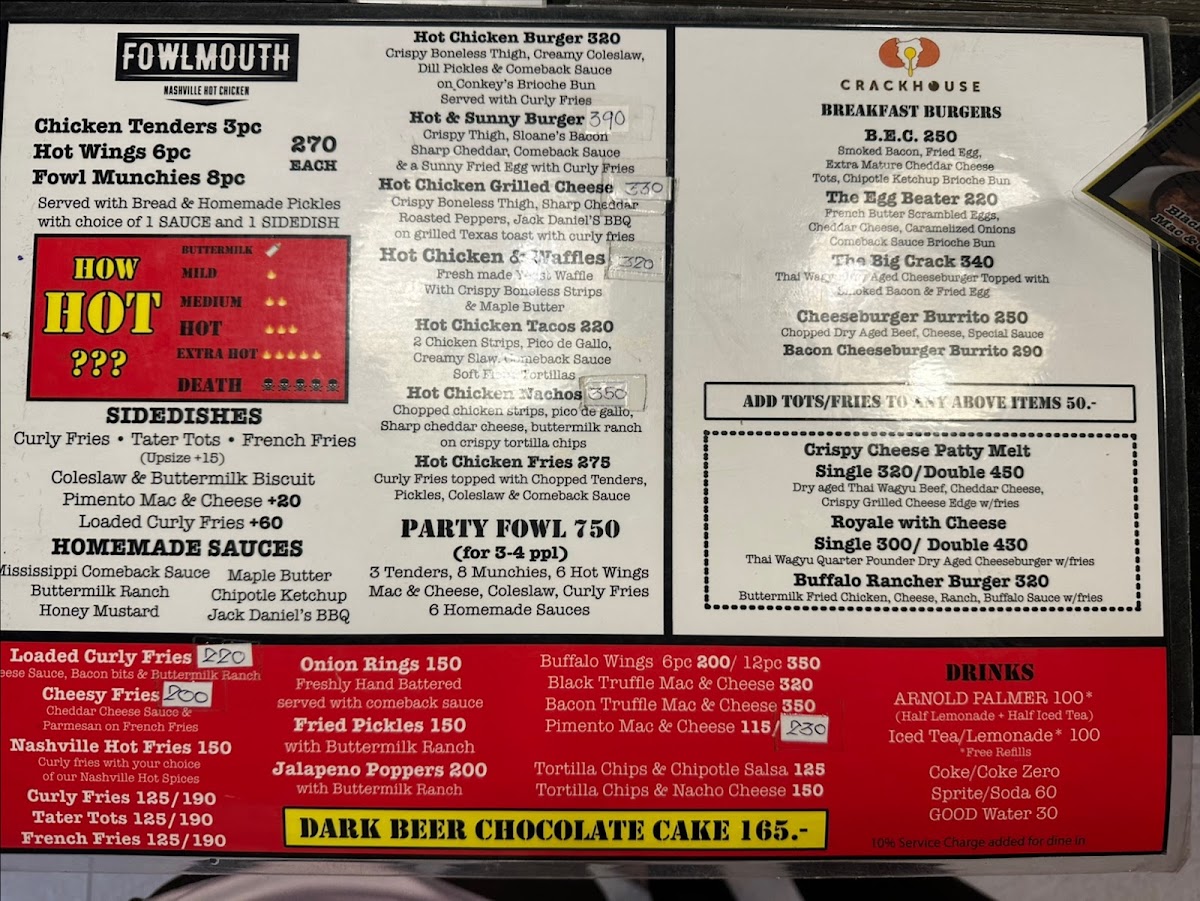 FOWLMOUTH
NASHVILLE HOT CHICKEN
Chicken Tenders 3pc
Hot Wings 6pc
Fowl Munchies 8pc
270
EACH
Served with Bread & Homemade Pickles
with choice of 1 SAUCE and 1 SIDEDISH
HOW
HOT
???
BUTTERMILK
MILD
MEDIUM
HOT
EXTRA HOT
DEATH
SIDEDISHES
Curly Fries • Tater Tots • French Fries
(Upsize +15)
Coleslaw & Buttermilk Biscuit
Pimento Mac & Cheese +20
Loaded Curly Fries +60
HOMEMADE SAUCES
Mississippi Comeback Sauce
Buttermilk Ranch
Honey Mustard
Maple Butter
Chipotle Ketchup
Jack Daniel's BBQ
Hot Chicken Burger 320
Crispy Boneless Thigh, Creamy Coleslaw,
Dill Pickles & Comeback Sauce
on Conkey's Brioche Bun
Served with Curly Fries
Hot & Sunny Burger 390
Crispy Thigh, Sloane's Bacon
Sharp Cheddar, Comeback Sauce
& a Sunny Fried Egg with Curly Fries
Hot Chicken Grilled Cheese 330
Crispy Boneless Thigh, Sharp Cheddar
Roasted Peppers, Jack Daniel'S BBQ
on grilled Texas toast with curly fries
Hot Chicken & Waffles 320
Fresh made Yeast Waffle
With Crispy Boneless Strips
& Maple Butter
Hot Chicken Tacos 220
2 Chicken Strips, Pico de Gallo,
Creamy Slaw, Comeback Sauce
Soft Flour Tortillas
Hot Chicken Nachos 350
Chopped chicken strips, pico de gallo,
Sharp cheddar cheese, buttermilk ranch
on crispy tortilla chips
Hot Chicken Fries 275
Curly Fries topped with Chopped Tenders,
Pickles, Coleslaw & Comeback Sauce
PARTY FOWL 750
(for 3-4 ppl)
3 Tenders, 8 Munchies, 6 Hot Wings
Mac & Cheese, Coleslaw, Curly Fries
6 Homemade Sauces
CRACKHOUSE
BREAKFAST BURGERS
B.E.C. 250
Smoked Bacon, Fried Egg,
Extra Mature Cheddar Cheese
Tots, Chipotle Ketchup Brioche Bun
The Egg Beater 220
French Butter Scrambled Eggs,
Cheddar Cheese, Caramelized Onions
Comeback Sauce Brioche Bun
The Big Crack 340
Thai Wagyu Dry Aged Cheeseburger Topped with
Smoked Bacon & Fried Egg
Cheeseburger Burrito 250
Chopped Dry Aged Beef, Cheese, Special Sauce
Bacon Cheeseburger Burrito 290
ADD TOTS/FRIES TO ANY ABOVE ITEMS 50.-
Crispy Cheese Patty Melt
Single 320/Double 450
Dry aged Thai Wagyu Beef, Cheddar Cheese,
Crispy Grilled Cheese Edge w/fries
Royale with Cheese
Single 300/ Double 430
Thai Wagyu Quarter Pounder Dry Aged Cheeseburger w/fries
Buffalo Rancher Burger 320
Buttermilk Fried Chicken, Cheese, Ranch, Buffalo Sauce w/fries
Loaded Curly Fries 220
eese Sauce, Bacon bits & Buttermilk Ranch
Cheesy Fries 200
Cheddar Cheese Sauce &
Parmesan on French Fries
Nashville Hot Fries 150
Curly fries with your choice
of our Nashville Hot Spices
Curly Fries 125/190
Tater Tots 125/190
French Fries 125/190
Onion Rings 150
Freshly Hand Battered
served with comeback sauce
Fried Pickles 150
with Buttermilk Ranch
Jalapeno Poppers 200
with Buttermilk Ranch
Buffalo Wings 6pc 200/ 12pc 350
Black Truffle Mac & Cheese 320
Bacon Truffle Mac & Cheese 350
Pimento Mac & Cheese 115/230
Tortilla Chips & Chipotle Salsa 125
Tortilla Chips & Nacho Cheese 150
DARK BEER CHOCOLATE CAKE 165.-
DRINKS
ARNOLD PALMER 100*
(Half Lemonade + Half Iced Tea)
Iced Tea/Lemonade* 100
*Free Refills
Coke/Coke Zero
Sprite/Soda 60
GOOD Water 30
10% Service Charge added for dine in